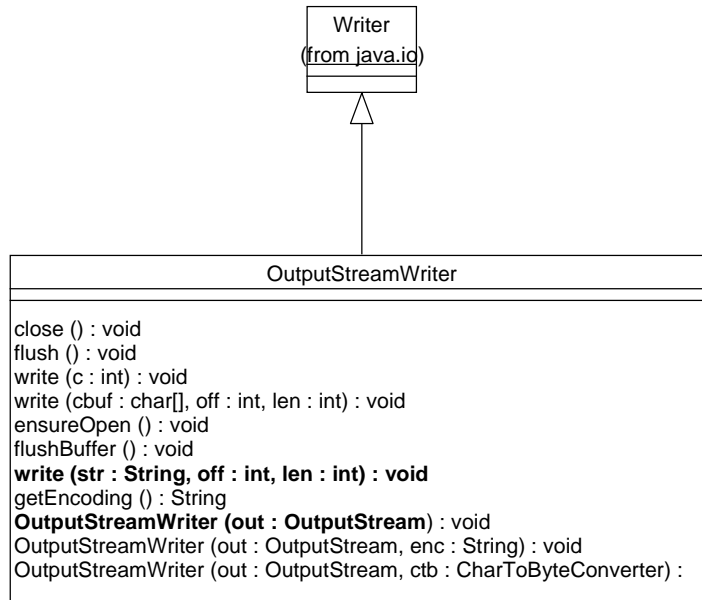 Writer
(from java.io)
OutputStreamWriter
close () : void
flush () : void
write (c : int) : void
write (cbuf : char[], off : int, len : int) : void
ensureOpen () : void
flushBuffer () : void
write (str : String, off : int, len : int) : void
getEncoding () : String
OutputStreamWriter (out : OutputStream) : void
OutputStreamWriter (out : OutputStream, enc : String) : void
OutputStreamWriter (out : OutputStream, ctb : CharToByteConverter) :